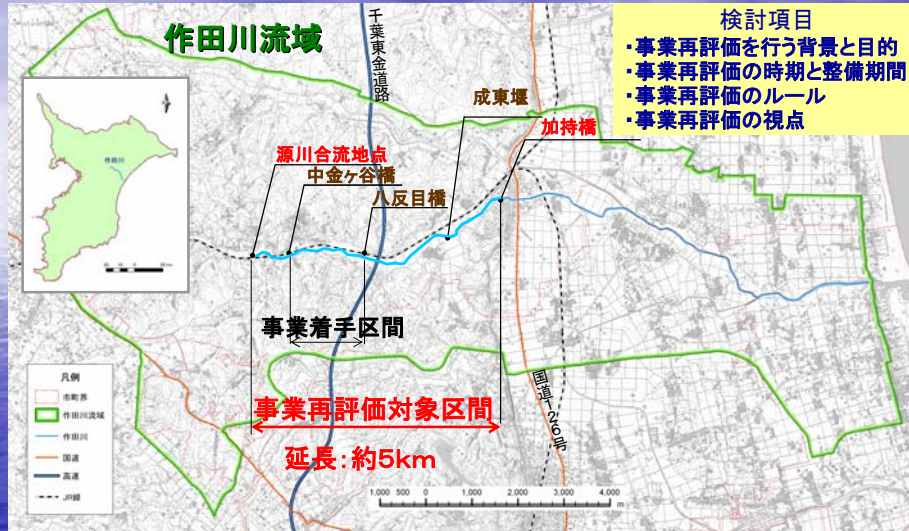 作田川流域
千葉東金道路
検討項目
・事業再評価を行う背景と目的
・事業再評価の時期と整備期間
・事業再評価のルール
・事業再評価の視点
作田川
成東堰
加持橋
源川合流地点
中金ヶ谷橋
八反目橋
事業着手区間
事業再評価対象区間
延長：約5km
国道126号
凡例
市町界
作田川流域
作田川
国道
高速
JR線
1,000 500 0 1,000 2,000 3,000 4,000
m